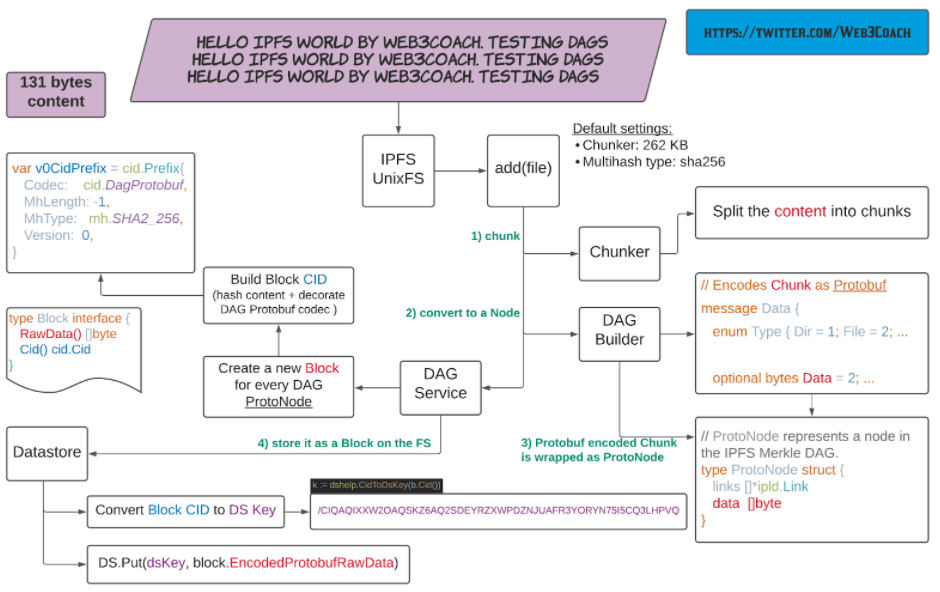 HELLO IPFS WORLD BY WEB3COACH. TESTING DAGS
HELLO IPFS WORLD BY WEB3COACH. TESTING DAGS
HELLO IPFS WORLD BY WEB3COACH. TESTING DAGS
HTTPS://TWITTER.COM/WEB3COACH
131 bytes
content
IPFS
UnixFS
add(file)
Default settings:
• Chunker: 262 KB
• Multihash type: sha256
var v0CidPrefix = cid.Prefix{
Codec: cid.DagProtobuf,
MhLength: -1,
MhType: mh.SHA2_256,
Version: 0,
}
1) chunk
Chunker
Split the content into chunks
Build Block CID
(hash content + decorate
DAG Protobuf codec )
2) convert to a Node
DAG
Builder
// Encodes Chunk as Protobuf
message Data {
enum Type { Dir = 1; File = 2; ...
optional bytes Data = 2; ...
type Block interface {
RawData() []byte
Cid() cid.Cid
}
Create a new Block
for every DAG
ProtoNode
DAG
Service
3) Protobuf encoded Chunk
is wrapped as ProtoNode
// ProtoNode represents a node in
the IPFS Merkle DAG.
type ProtoNode struct {
links []*ipld.Link
data []byte
}
4) store it as a Block on the FS
Datastore
Convert Block CID to DS Key
k := dshelp.CidToDsKey(b.Cid())
/CIQAQIXXW2OAQSKZ6AQ2SDEYRZXWPDZNJUAFR3YORYN75I5CQ3LHPVQ
DS.Put(dsKey, block.EncodedProtobufRawData)